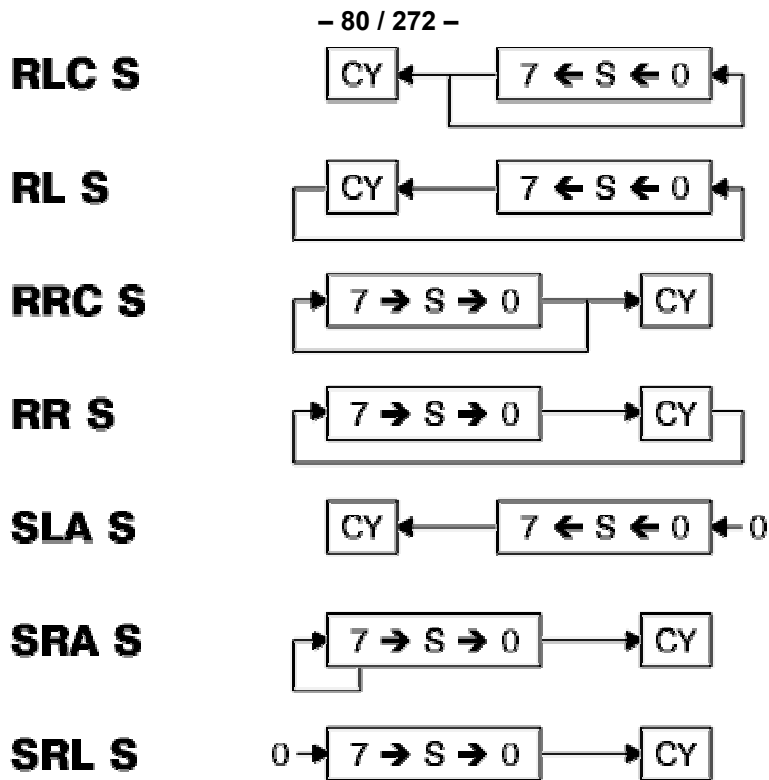 – 80 / 272 –
RLC S CY 7 ← S ← 0
RL S CY 7 ← S ← 0
RRC S 7 → S → 0 CY
RR S 7 → S → 0 CY
SLA S CY 7 ← S ← 0 0
SRA S 7 → S → 0 CY
SRL S 0 7 → S → 0 CY